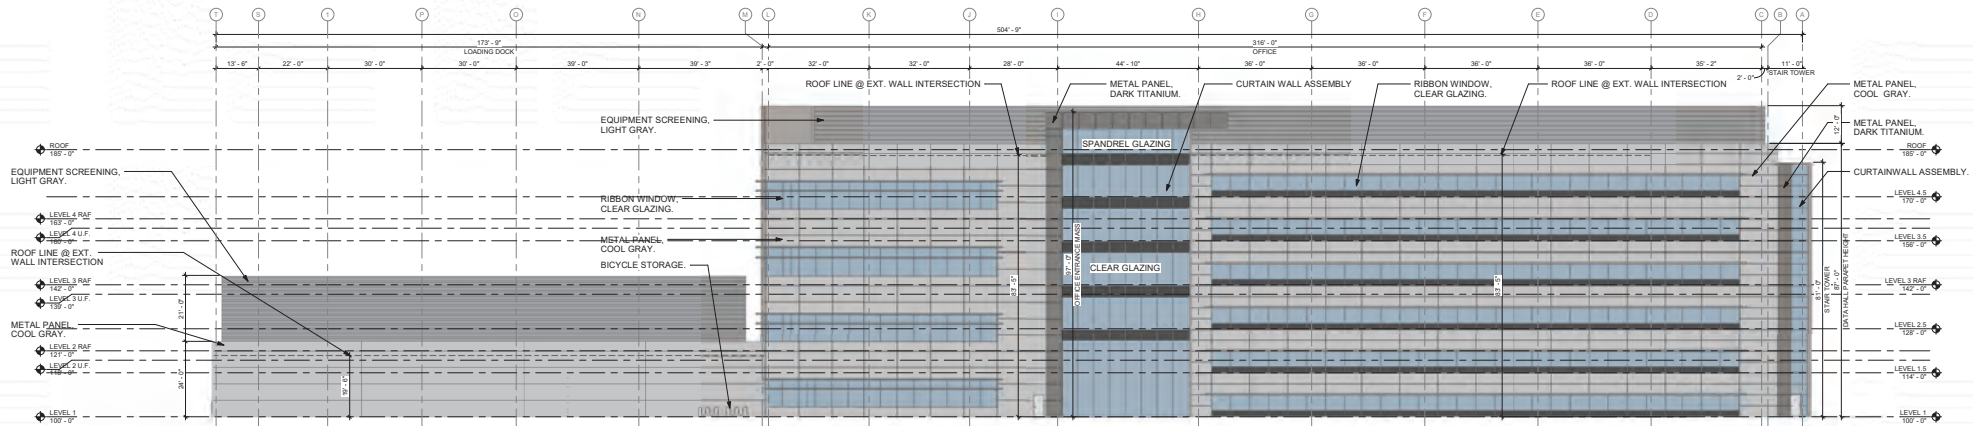 T S 1 P O N M L K J I H G F E D C B A
504' - 9"
173' - 9" 316' - 0"
LOADING DOCK OFFICE
13' - 6" 22' - 0" 30' - 0" 30' - 0" 39' - 0" 39' - 3" 2' - 0" 32' - 0" 32' - 0" 28' - 0" 44' - 10" 36' - 0" 36' - 0" 36' - 0" 36' - 0" 35' - 2" 11' - 0"
2' - 0" STAIR TOWER
ROOF LINE @ EXT. WALL INTERSECTION
METAL PANEL,
DARK TITANIUM.
CURTAIN WALL ASSEMBLY
RIBBON WINDOW,
CLEAR GLAZING.
ROOF LINE @ EXT. WALL INTERSECTION
METAL PANEL,
COOL GRAY.
EQUIPMENT SCREENING,
LIGHT GRAY.
12' - 0"
METAL PANEL,
DARK TITANIUM.
SPANDREL GLAZING
ROOF
185' - 0"
ROOF
185' - 0"
EQUIPMENT SCREENING,
LIGHT GRAY.
CURTAINWALL ASSEMBLY.
RIBBON WINDOW,
CLEAR GLAZING.
LEVEL 4.5
170' - 0"
LEVEL 4 RAF
163' - 0"
LEVEL 4 U.F.
160' - 0"
METAL PANEL,
COOL GRAY.
LEVEL 3.5
156' - 0"
ROOF LINE @ EXT.
WALL INTERSECTION
BICYCLE STORAGE.
CLEAR GLAZING
97' - 0"
OFFICE ENTRANCE MASS
83' - 5"
83' - 5"
81' - 0"
STAIR TOWER
87' - 0"
DATA HALL PARAPET HEIGHT
LEVEL 3 RAF
142' - 0"
LEVEL 3 RAF
142' - 0"
LEVEL 3 U.F.
139' - 0"
21' - 0"
METAL PANEL,
COOL GRAY.
LEVEL 2.5
128' - 0"
LEVEL 2 RAF
121' - 0"
LEVEL 2 U.F.
LEVEL 1.5
114' - 0"
24' - 0"
19' - 6"
LEVEL 1
100' - 0"
LEVEL 1
100' - 0"